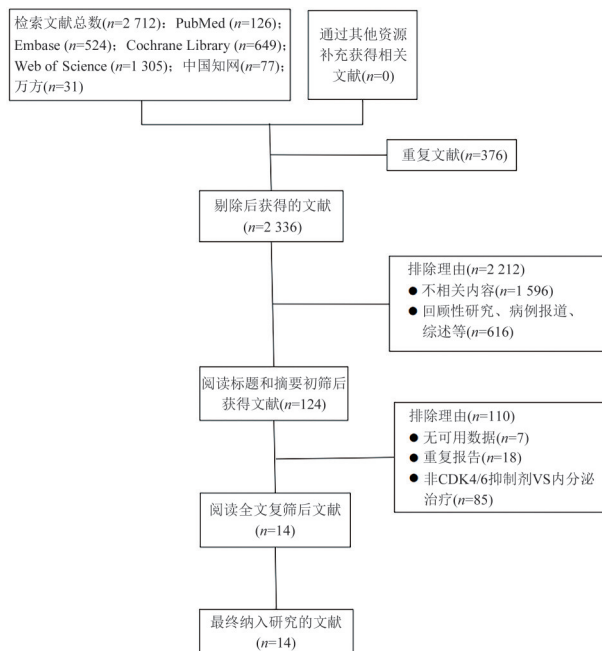 检索文献总数(n=2 712)；PubMed (n=126)；
Embase (n=524)；Cochrane Library (n=649)；
Web of Science (n=1 305)；中国知网(n=77)；
万方(n=31)
通过其他资源
补充获得相关
文献(n=0)
重复文献(n=376)
剔除后获得的文献
(n=2 336)
排除理由(n=2 212)
● 不相关内容(n=1 596)
● 回顾性研究、病例报道、
综述等(n=616)
阅读标题和摘要初筛后
获得文献(n=124)
排除理由(n=110)
● 无可用数据(n=7)
● 重复报告(n=18)
● 非CDK4/6抑制剂VS内分泌
治疗(n=85)
阅读全文复筛后文献
(n=14)
最终纳入研究的文献
(n=14)